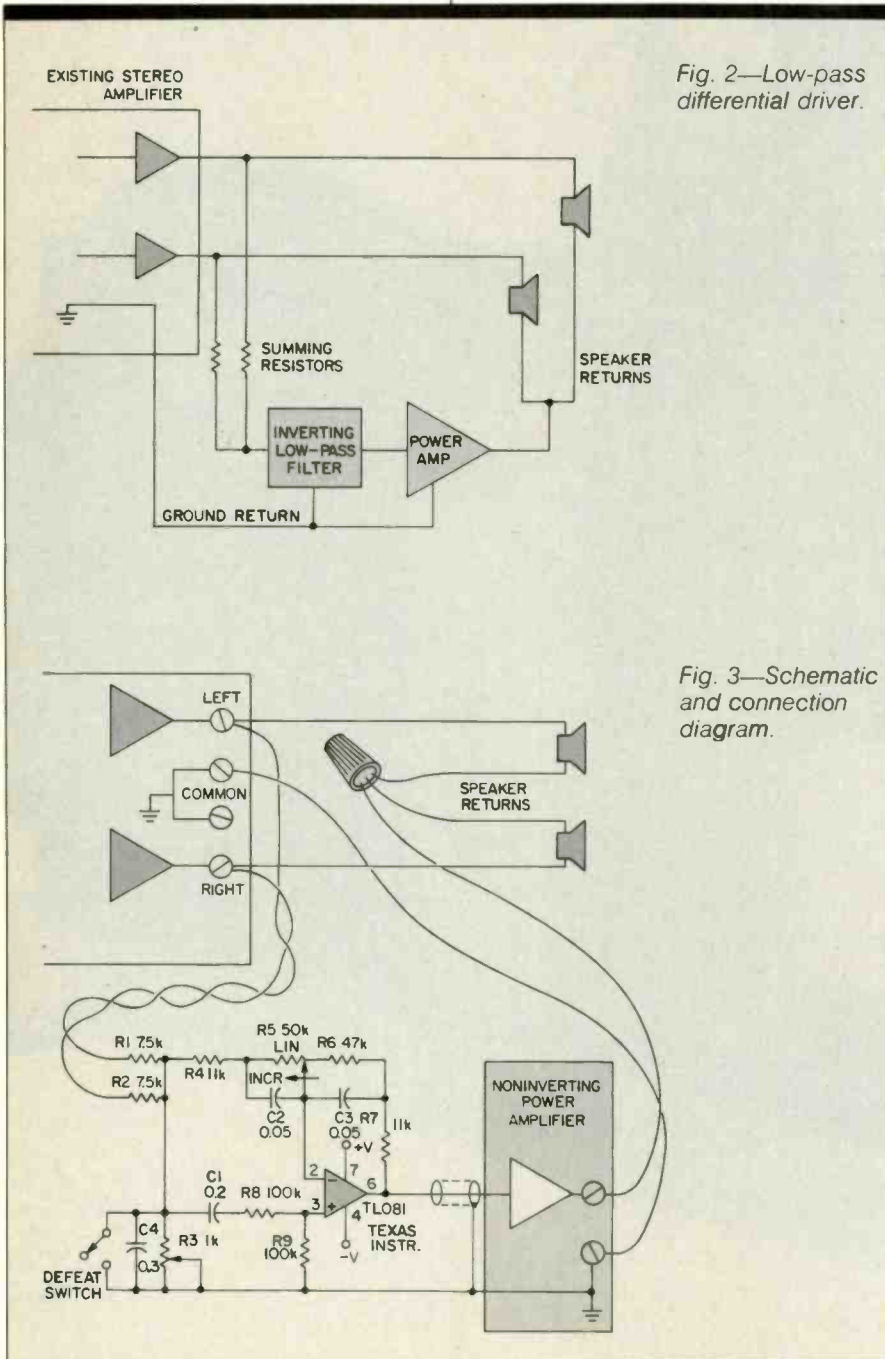 Fig. 2—Low-pass
differential driver.
EXISTING STEREO
AMPLIFIER
SUMMING
RESISTORS
SPEAKER
RETURNS
INVERTING
LOW-PASS
FILTER
POWER
AMP
GROUND RETURN
Fig. 3—Schematic
and connection
diagram.
LEFT
COMMON
RIGHT
SPEAKER
RETURNS
R1 7.5k
R2 7.5k
R4 11k
R5 50k
LIN
R6 47k
INCR
C2
0.05
C3
0.05
R7
11k
+V
7
2
-
6
3
+
4
-V
TL081
TEXAS
INSTR.
C1
0.2
R8 100k
R9
100k
C4
0.3
R3 1k
DEFEAT
SWITCH
NONINVERTING
POWER
AMPLIFIER